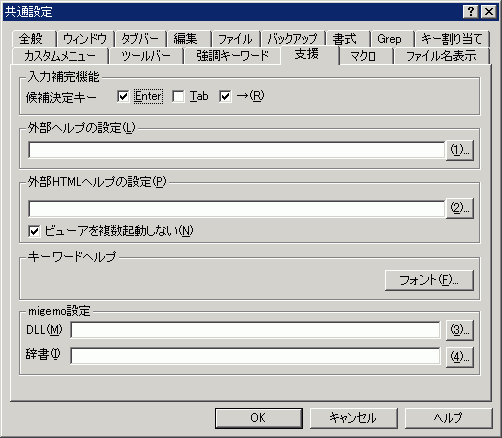 共通設定
全般 ウィンドウ タブバー 編集 ファイル バックアップ 書式 Grep キー割り当て
カスタムメニュー ツールバー 強調キーワード 支援 マクロ ファイル名表示
入力補完機能
候補決定キー Enter Tab →(R)
外部ヘルプの設定(L)
(1)...
外部HTMLヘルプの設定(P)
(2)...
ビューアを複数起動しない(N)
キーワードヘルプ
フォント(F)...
migemo設定
DLL(M) (3)...
辞書(I) (4)...
OK キャンセル ヘルプ